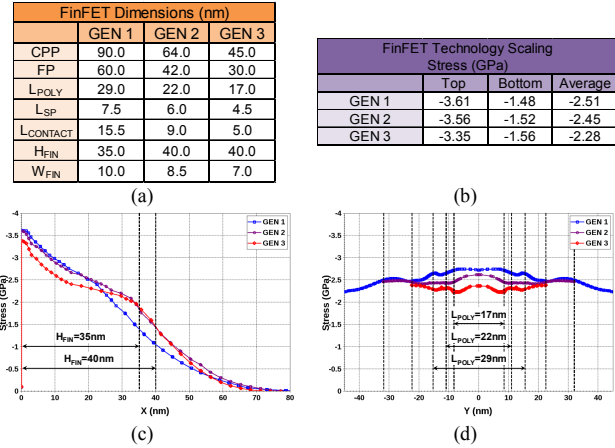 FinFET Dimensions (nm)
GEN 1 GEN 2 GEN 3
CPP 90.0 64.0 45.0
FP 60.0 42.0 30.0
LPOLY 29.0 22.0 17.0
LSP 7.5 6.0 4.5
LCONTACT 15.5 9.0 5.0
HFIN 35.0 40.0 40.0
WFIN 10.0 8.5 7.0
(a)
FinFET Technology Scaling
Stress (GPa)
Top Bottom Average
GEN 1 -3.61 -1.48 -2.51
GEN 2 -3.56 -1.52 -2.45
GEN 3 -3.35 -1.56 -2.28
(b)
Stress (GPa)
-4
-3.5
-3
-2.5
-2
-1.5
-1
-0.5
0
GEN 1
GEN 2
GEN 3
HFIN=35nm
HFIN=40nm
0 10 20 30 40 50 60 70 80
X (nm)
(c)
Stress (GPa)
-4
-3.5
-3
-2.5
-2
-1.5
-1
-0.5
0
GEN 1
GEN 2
GEN 3
LPOLY=17nm
LPOLY=22nm
LPOLY=29nm
-40 -30 -20 -10 0 10 20 30 40
Y (nm)
(d)